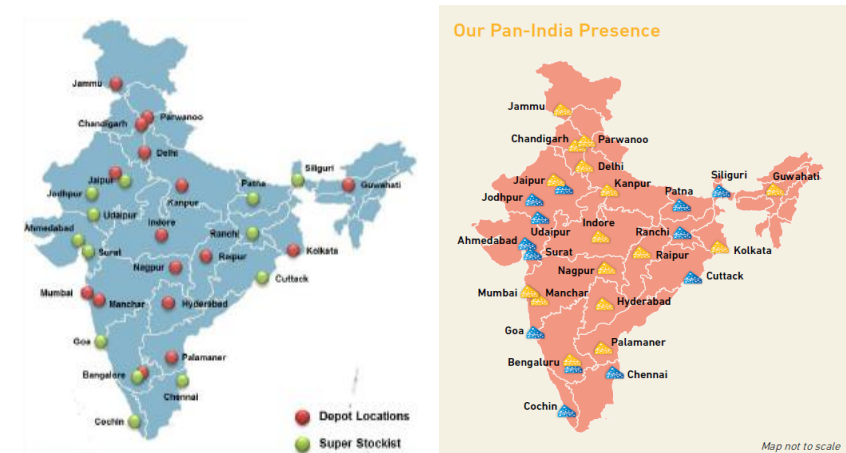 Jammu
Chandigarh
Parwanoo
Delhi
Jaipur
Jodhpur
Kanpur
Patna
Siliguri
Guwahati
Udaipur
Indore
Ahmedabad
Surat
Ranchi
Nagpur
Raipur
Kolkata
Cuttack
Mumbai
Manchar
Hyderabad
Goa
Palamaner
Bangalore
Chennai
Cochin
Depot Locations
Super Stockist
Our Pan-India Presence
Jammu
Chandigarh
Parwanoo
Delhi
Jaipur
Kanpur
Siliguri
Guwahati
Jodhpur
Patna
Udaipur
Indore
Ranchi
Ahmedabad
Surat
Raipur
Kolkata
Nagpur
Cuttack
Mumbai
Manchar
Hyderabad
Goa
Palamaner
Bengaluru
Chennai
Cochin
Map not to scale